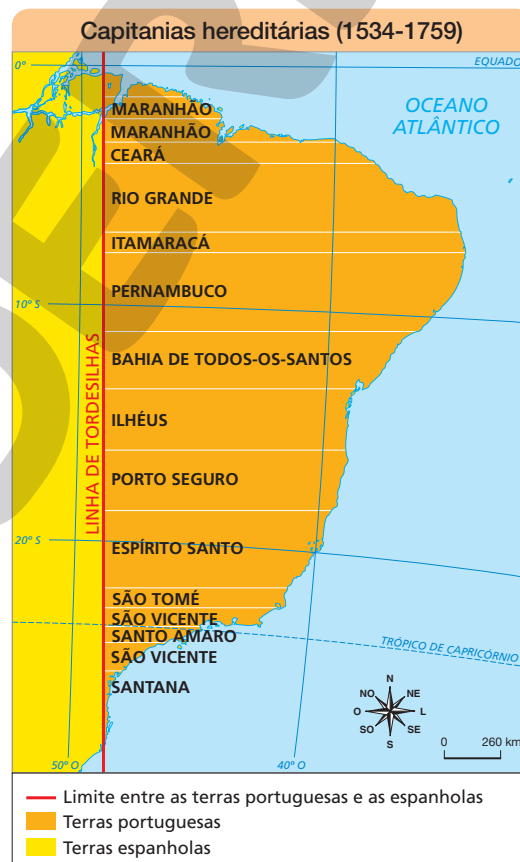 Capitanias hereditárias (1534-1759)
0°
EQUADO
OCEANO
ATLÂNTICO
MARANHÃO
MARANHÃO
CEARÁ
RIO GRANDE
ITAMARACÁ
PERNAMBUCO
10° S
BAHIA DE TODOS-OS-SANTOS
LINHA DE TORDESILHAS
ILHÉUS
PORTO SEGURO
20° S
ESPÍRITO SANTO
SÃO TOMÉ
SÃO VICENTE
SANTO AMARO
TRÓPICO DE CAPRICÓRNIO
SÃO VICENTE
SANTANA
N
NO NE
O L
SO SE
S
0 260 km
50° O
40° O
Limite entre as terras portuguesas e as espanholas
Terras portuguesas
Terras espanholas